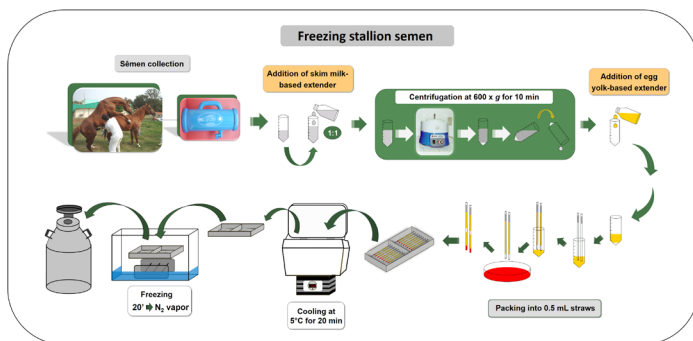 Freezing stallion semen
Sêmen collection
Addition of skim milk-
based extender
1:1
Centrifugation at 600 x g for 10 min
Addition of egg
yolk-based extender
Packing into 0.5 mL straws
Cooling at
5°C for 20 min
Freezing
20' ➡ N₂ vapor